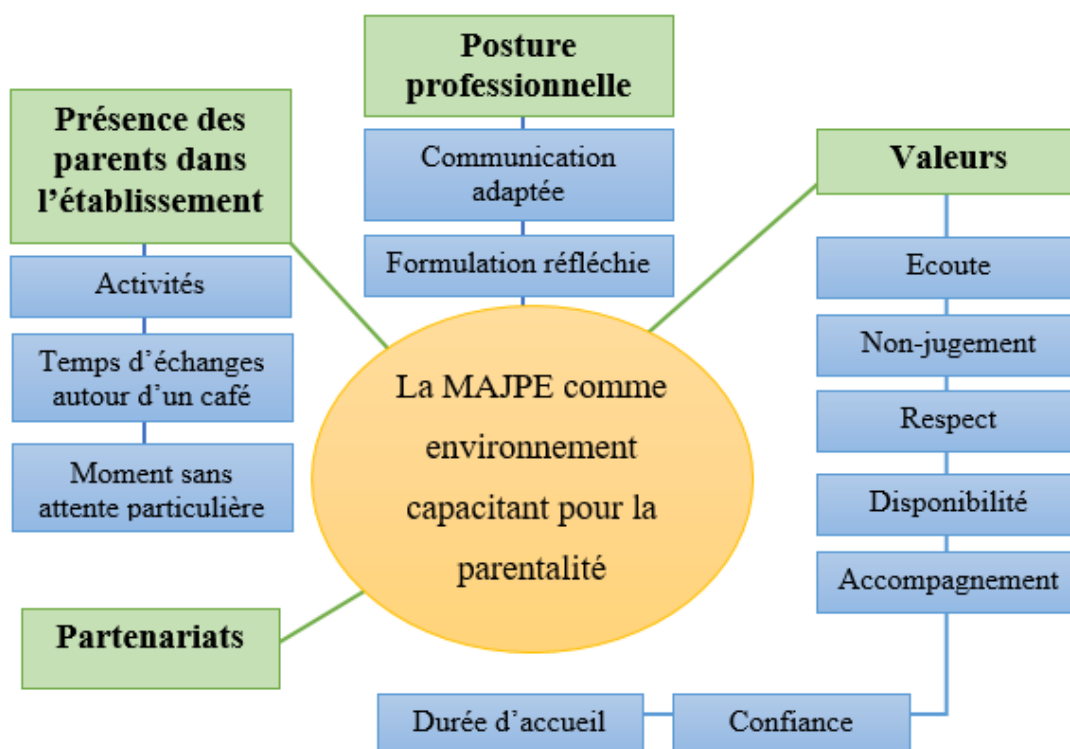 Présence des
parents dans
l'établissement
Activités
Temps d'échanges
autour d'un café
Moment sans
attente particulière
Posture
professionnelle
Communication
adaptée
Formulation réfléchie
Valeurs
Ecoute
Non-jugement
Respect
Disponibilité
Accompagnement
Confiance
Durée d'accueil
La MAJPE comme
environnement
capacitant pour la
parentalité
Partenariats